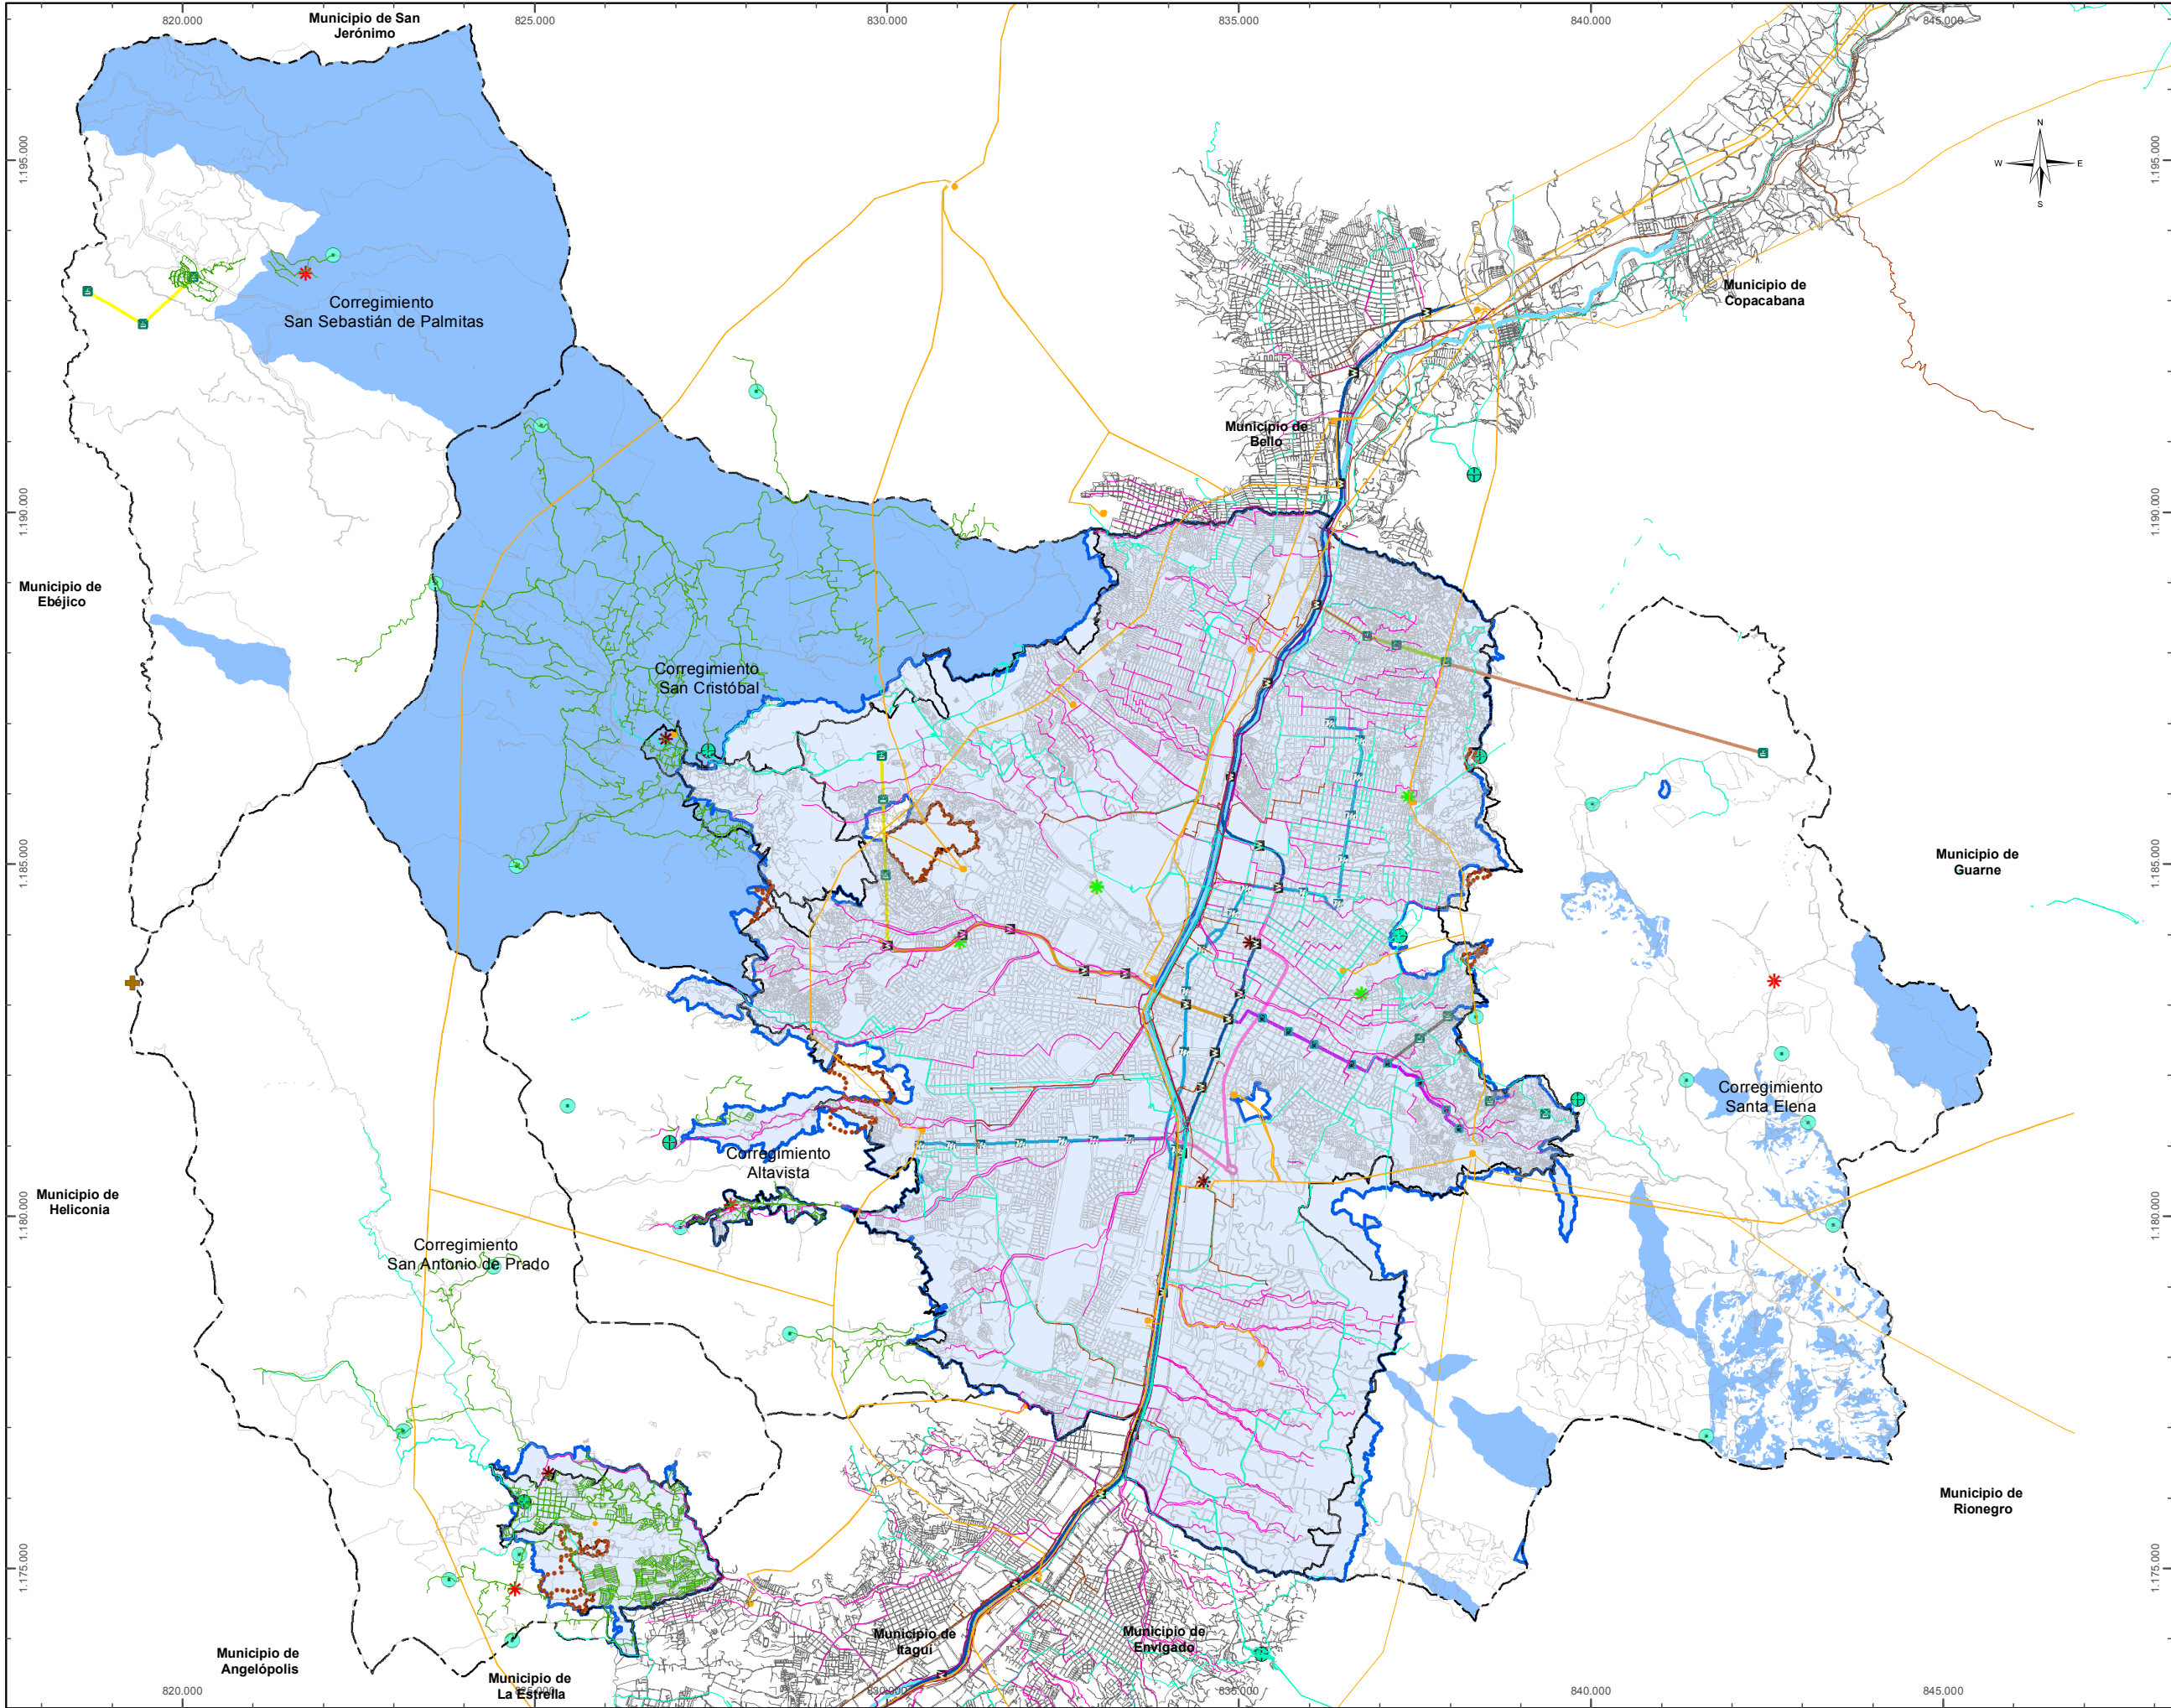 820.000
825.000
830.000
835.000
840.000
845.000
Municipio de San
Jerónimo
N
W
E
S
1.195.000
1.195.000
Municipio de
Copacabana
Corregimiento
San Sebastián de Palmitas
Municipio de
Bello
1.190.000
1.190.000
Municipio de
Ebéjico
Corregimiento
San Cristóbal
1.185.000
1.185.000
Municipio de
Guarne
Corregimiento
Santa Elena
Corregimiento
Altavista
Municipio de
Heliconia
1.180.000
1.180.000
Corregimiento
San Antonio de Prado
Municipio de
Rionegro
1.175.000
1.175.000
Municipio de
Itagüí
Municipio de
Envigado
Municipio de
Angelópolis
Municipio de
La Estrella
820.000
825.000
830.000
835.000
840.000
845.000